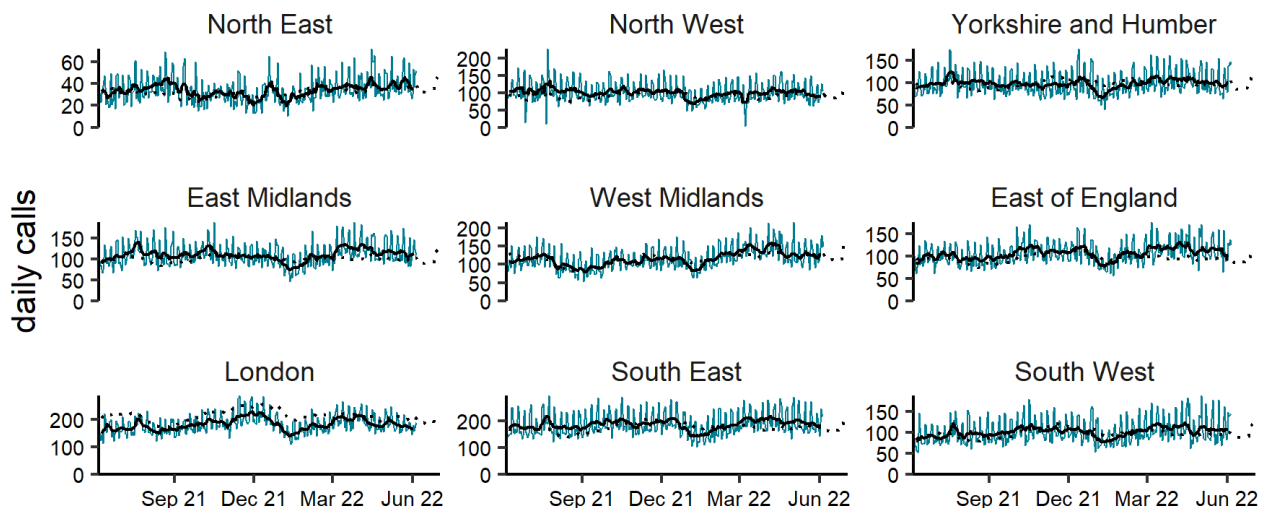 North East
North West
Yorkshire and Humber
60
40
20
0
200
150
100
50
0
150
100
50
0
daily calls
East Midlands
West Midlands
East of England
150
100
50
0
200
150
100
50
0
150
100
50
0
London
South East
South West
200
100
0
200
100
0
150
100
50
0
Sep 21 Dec 21 Mar 22 Jun 22
Sep 21 Dec 21 Mar 22 Jun 22
Sep 21 Dec 21 Mar 22 Jun 22